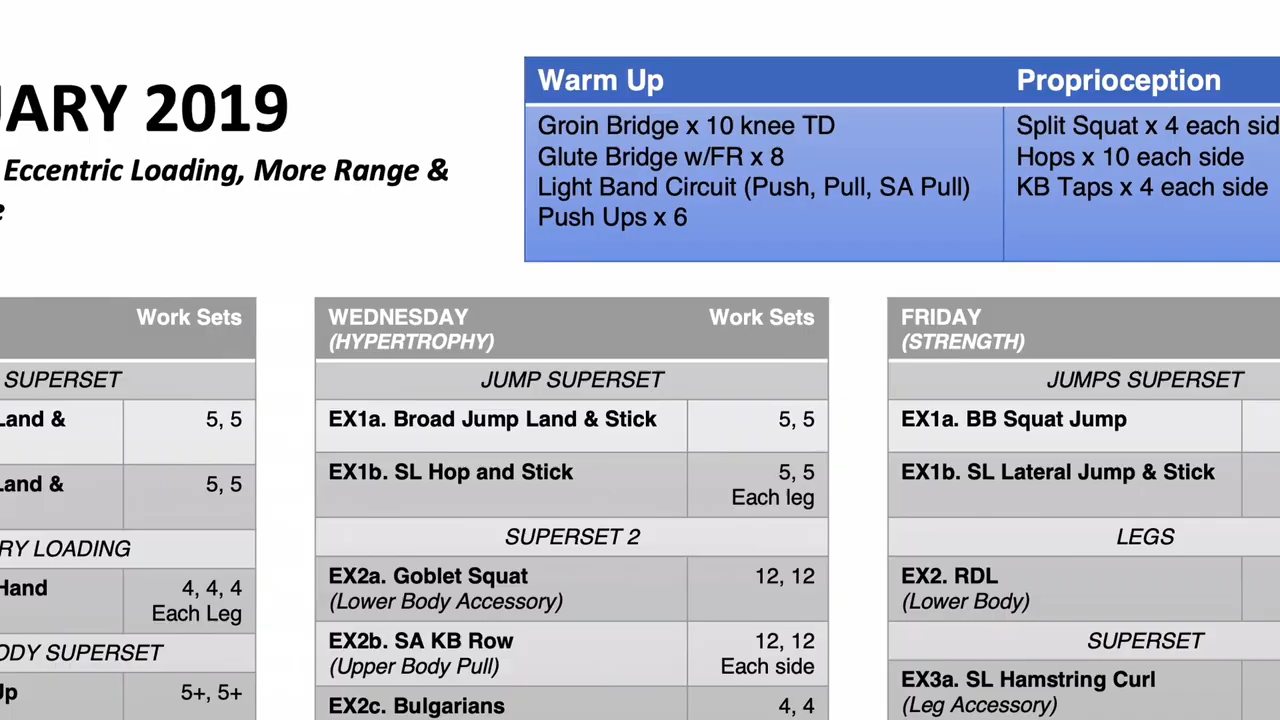 UARY 2019
Eccentric Loading, More Range &
Warm Up
Groin Bridge x 10 knee TD
Glute Bridge w/FR x 8
Light Band Circuit (Push, Pull, SA Pull)
Push Ups x 6
Proprioception
Split Squat x 4 each sid
Hops x 10 each side
KB Taps x 4 each side
Work Sets
SUPERSET
Land & 5, 5
Land & 5, 5
RY LOADING
Hand 4, 4, 4
Each Leg
ODY SUPERSET
Up 5+, 5+
WEDNESDAY Work Sets
(HYPERTROPHY)
JUMP SUPERSET
EX1a. Broad Jump Land & Stick 5, 5
EX1b. SL Hop and Stick 5, 5
Each leg
SUPERSET 2
EX2a. Goblet Squat 12, 12
(Lower Body Accessory)
EX2b. SA KB Row 12, 12
(Upper Body Pull) Each side
EX2c. Bulgarians 4, 4
FRIDAY
(STRENGTH)
JUMPS SUPERSET
EX1a. BB Squat Jump
EX1b. SL Lateral Jump & Stick
LEGS
EX2. RDL
(Lower Body)
SUPERSET
EX3a. SL Hamstring Curl
(Leg Accessory)